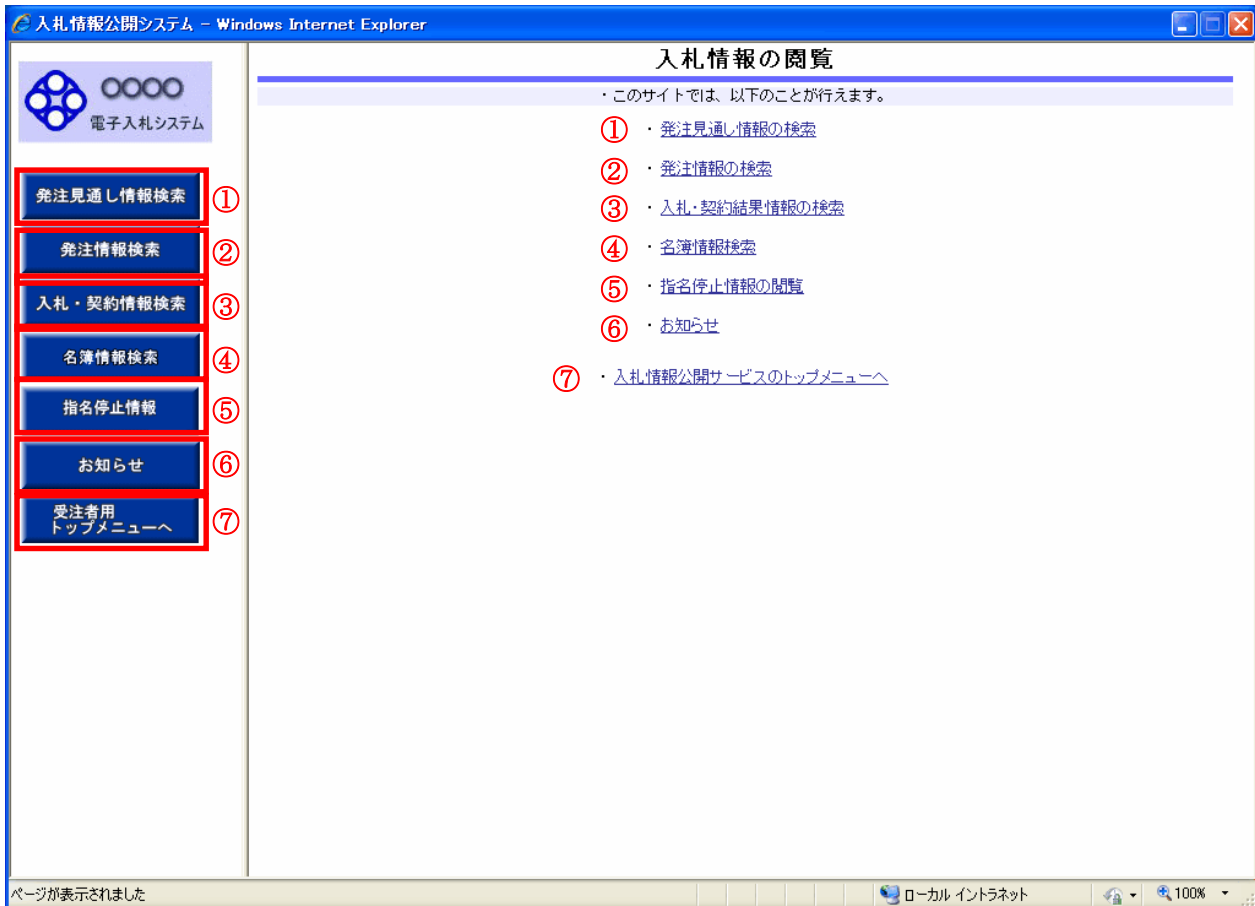 入札情報公開システム - Windows Internet Explorer
〇〇〇〇
電子入札システム
発注見通し情報検索 ①
発注情報検索 ②
入札・契約情報検索 ③
名簿情報検索 ④
指名停止情報 ⑤
お知らせ ⑥
受注者用
トップメニューへ ⑦
入札情報の閲覧
・このサイトでは、以下のことが行えます。
① ・発注見通し情報の検索
② ・発注情報の検索
③ ・入札・契約結果情報の検索
④ ・名簿情報検索
⑤ ・指名停止情報の閲覧
⑥ ・お知らせ
⑦ ・入札情報公開サービスのトップメニューへ
ページが表示されました ローカル イントラネット 100%